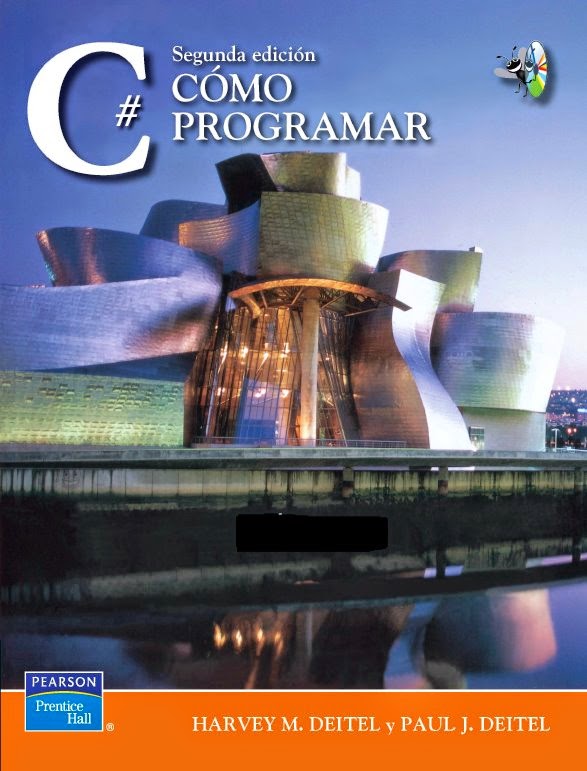 C#
Segunda edición
CÓMO
PROGRAMAR
PEARSON
Prentice
Hall
®
HARVEY M. DEITEL y PAUL J. DEITEL